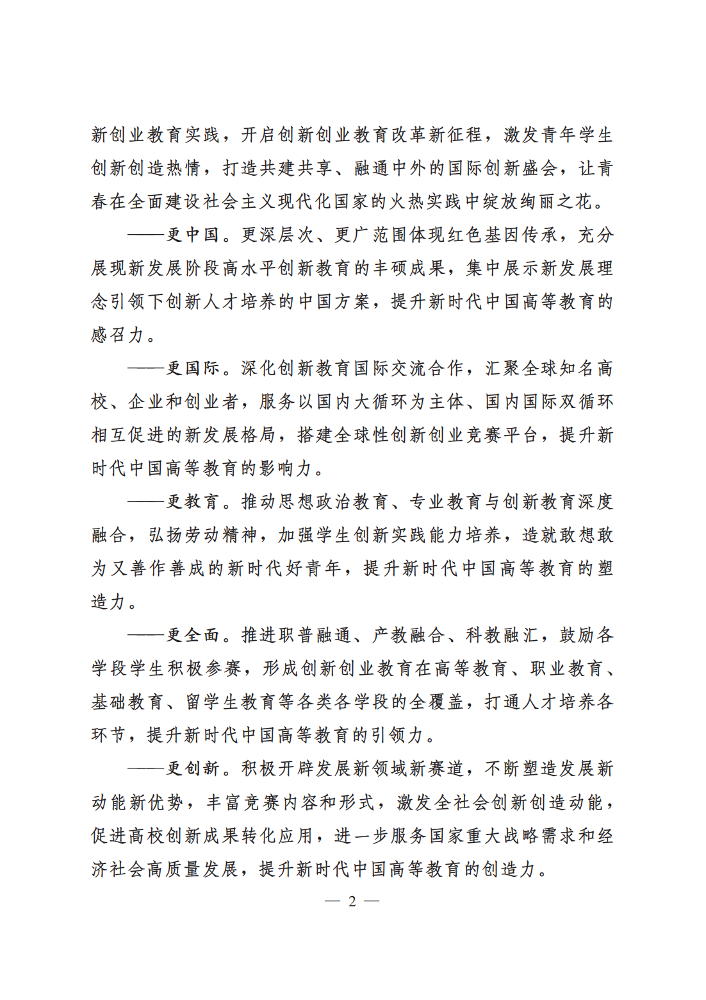 新创业教育实践，开启创新创业教育改革新征程，激发青年学生
创新创造热情，打造共建共享、融通中外的国际创新盛会，让青
春在全面建设社会主义现代化国家的火热实践中绽放绚丽之花。
——更中国。更深层次、更广范围体现红色基因传承，充分
展现新发展阶段高水平创新教育的丰硕成果，集中展示新发展理
念引领下创新人才培养的中国方案，提升新时代中国高等教育的
感召力。
——更国际。深化创新教育国际交流合作，汇聚全球知名高
校、企业和创业者，服务以国内大循环为主体、国内国际双循环
相互促进的新发展格局，搭建全球性创新创业竞赛平台，提升新
时代中国高等教育的影响力。
——更教育。推动思想政治教育、专业教育与创新教育深度
融合，弘扬劳动精神，加强学生创新实践能力培养，造就敢想敢
为又善作善成的新时代好青年，提升新时代中国高等教育的塑
造力。
——更全面。推进职普融通、产教融合、科教融汇，鼓励各
学段学生积极参赛，形成创新创业教育在高等教育、职业教育、
基础教育、留学生教育等各类各学段的全覆盖，打通人才培养各
环节，提升新时代中国高等教育的引领力。
——更创新。积极开辟发展新领域新赛道，不断塑造发展新
动能新优势，丰富竞赛内容和形式，激发全社会创新创造动能，
促进高校创新成果转化应用，进一步服务国家重大战略需求和经
济社会高质量发展，提升新时代中国高等教育的创造力。
— 2 —